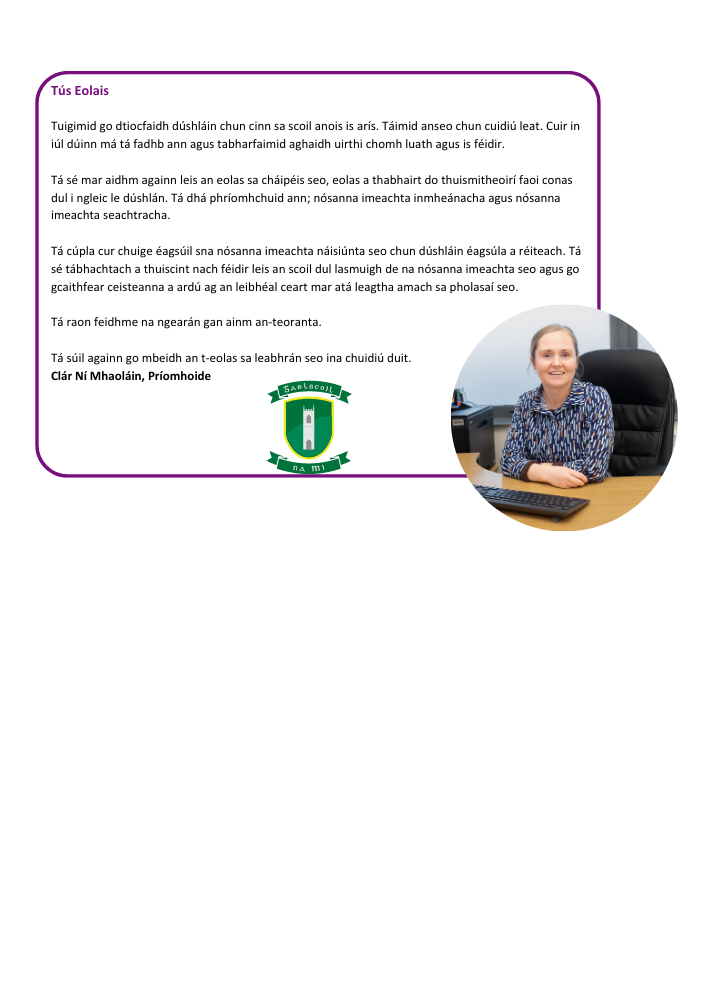 Tús Eolais
Tuigimid go dtiocfaidh dúshláin chun cinn sa scoil anois is arís. Táimid anseo chun cuidiú leat. Cuir in
iúl dúinn má tá fadhb ann agus tabharfaimid aghaidh uirthi chomh luath agus is féidir.
Tá sé mar aidhm againn leis an eolas sa cháipéis seo, eolas a thabhairt do thuismitheoirí faoi conas
dul i ngleic le dúshlán. Tá dhá phríomhchuid ann; nósanna imeachta inmheánacha agus nósanna
imeachta seachtracha.
Tá cúpla cur chuige éagsúil sna nósanna imeachta náisiúnta seo chun dúshláin éagsúla a réiteach. Tá
sé tábhachtach a thuiscint nach féidir leis an scoil dul lasmuigh de na nósanna imeachta seo agus go
gcaithfear ceisteanna a ardú ag an leibhéal ceart mar atá leagtha amach sa pholasaí seo.
Tá raon feidhme na ngearán gan ainm an-teoranta.
Tá súil againn go mbeidh an t-eolas sa leabhrán seo ina chuidiú duit.
Clár Ní Mhaoláin, Príomhoide
Gaelscoil
na Mí